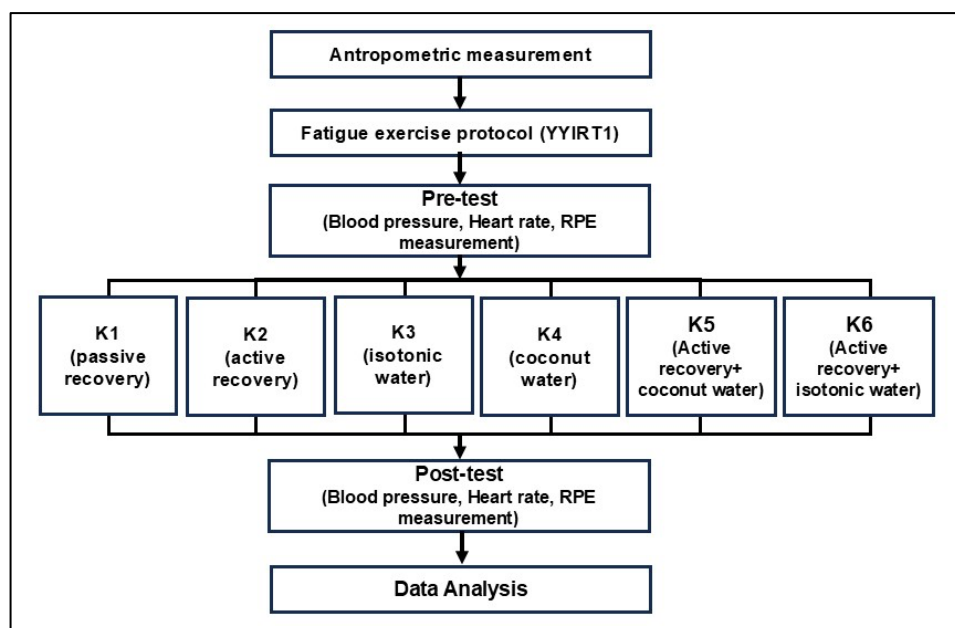 Antropometric measurement
Fatigue exercise protocol (YYIRT1)
Pre-test
(Blood pressure, Heart rate, RPE
measurement)
K1
(passive
recovery)
K2
(active
recovery)
K3
(isotonic
water)
K4
(coconut
water)
K5
(Active
recovery+
coconut water)
K6
(Active
recovery+
isotonic water)
Post-test
(Blood pressure, Heart rate, RPE
measurement)
Data Analysis